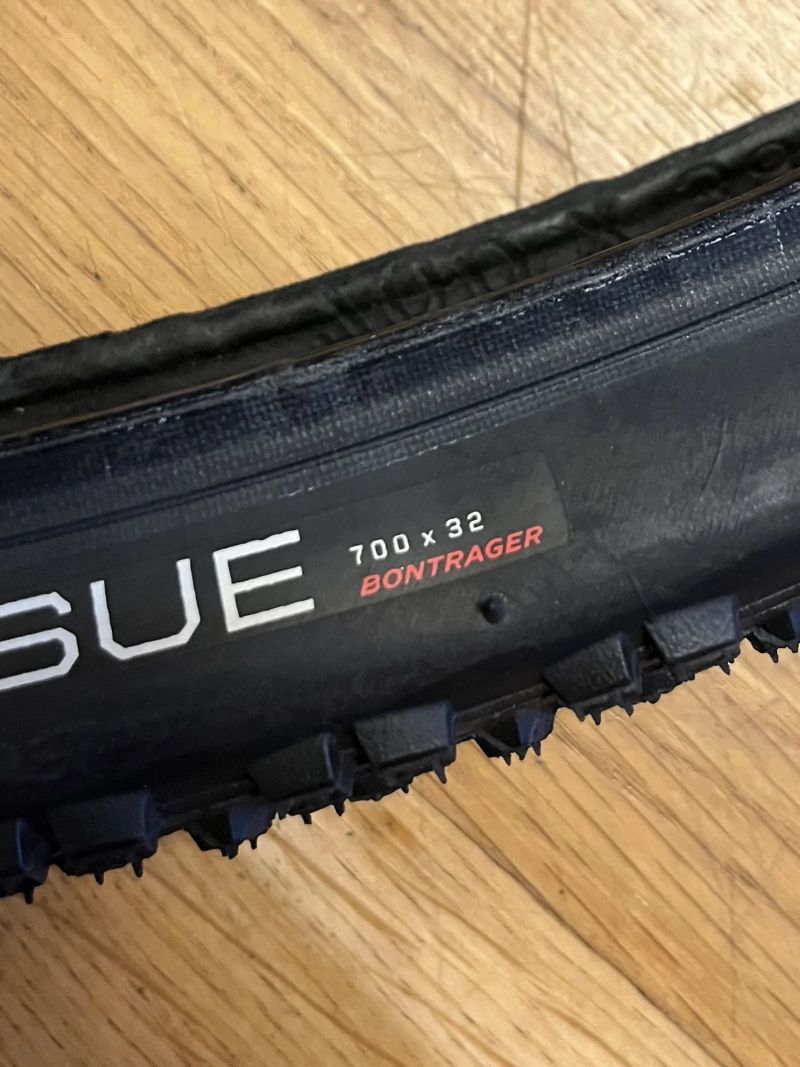 SUE
700 x 32
BONTRAGER